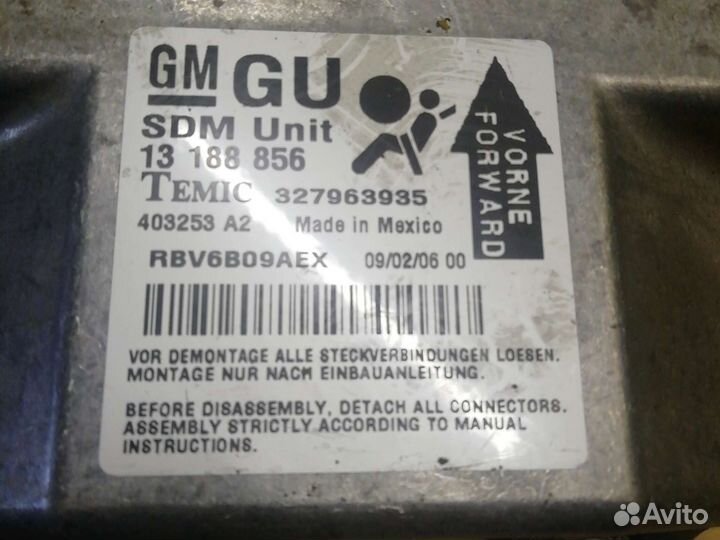 GM GU
SDM Unit
13 188 856
TEMIC 327963935
403253 A2 Made in Mexico
RBV6B09AEX 09/02/06 00
VORNE
FORWARD
VOR DEMONTAGE ALLE STECKVERBINDUNGEN LOESEN.
MONTAGE NUR NACH EINBAUANLEITUNG.
BEFORE DISASSEMBLY, DETACH ALL CONNECTORS.
ASSEMBLY STRICTLY ACCORDING TO MANUAL
INSTRUCTIONS.
Avito